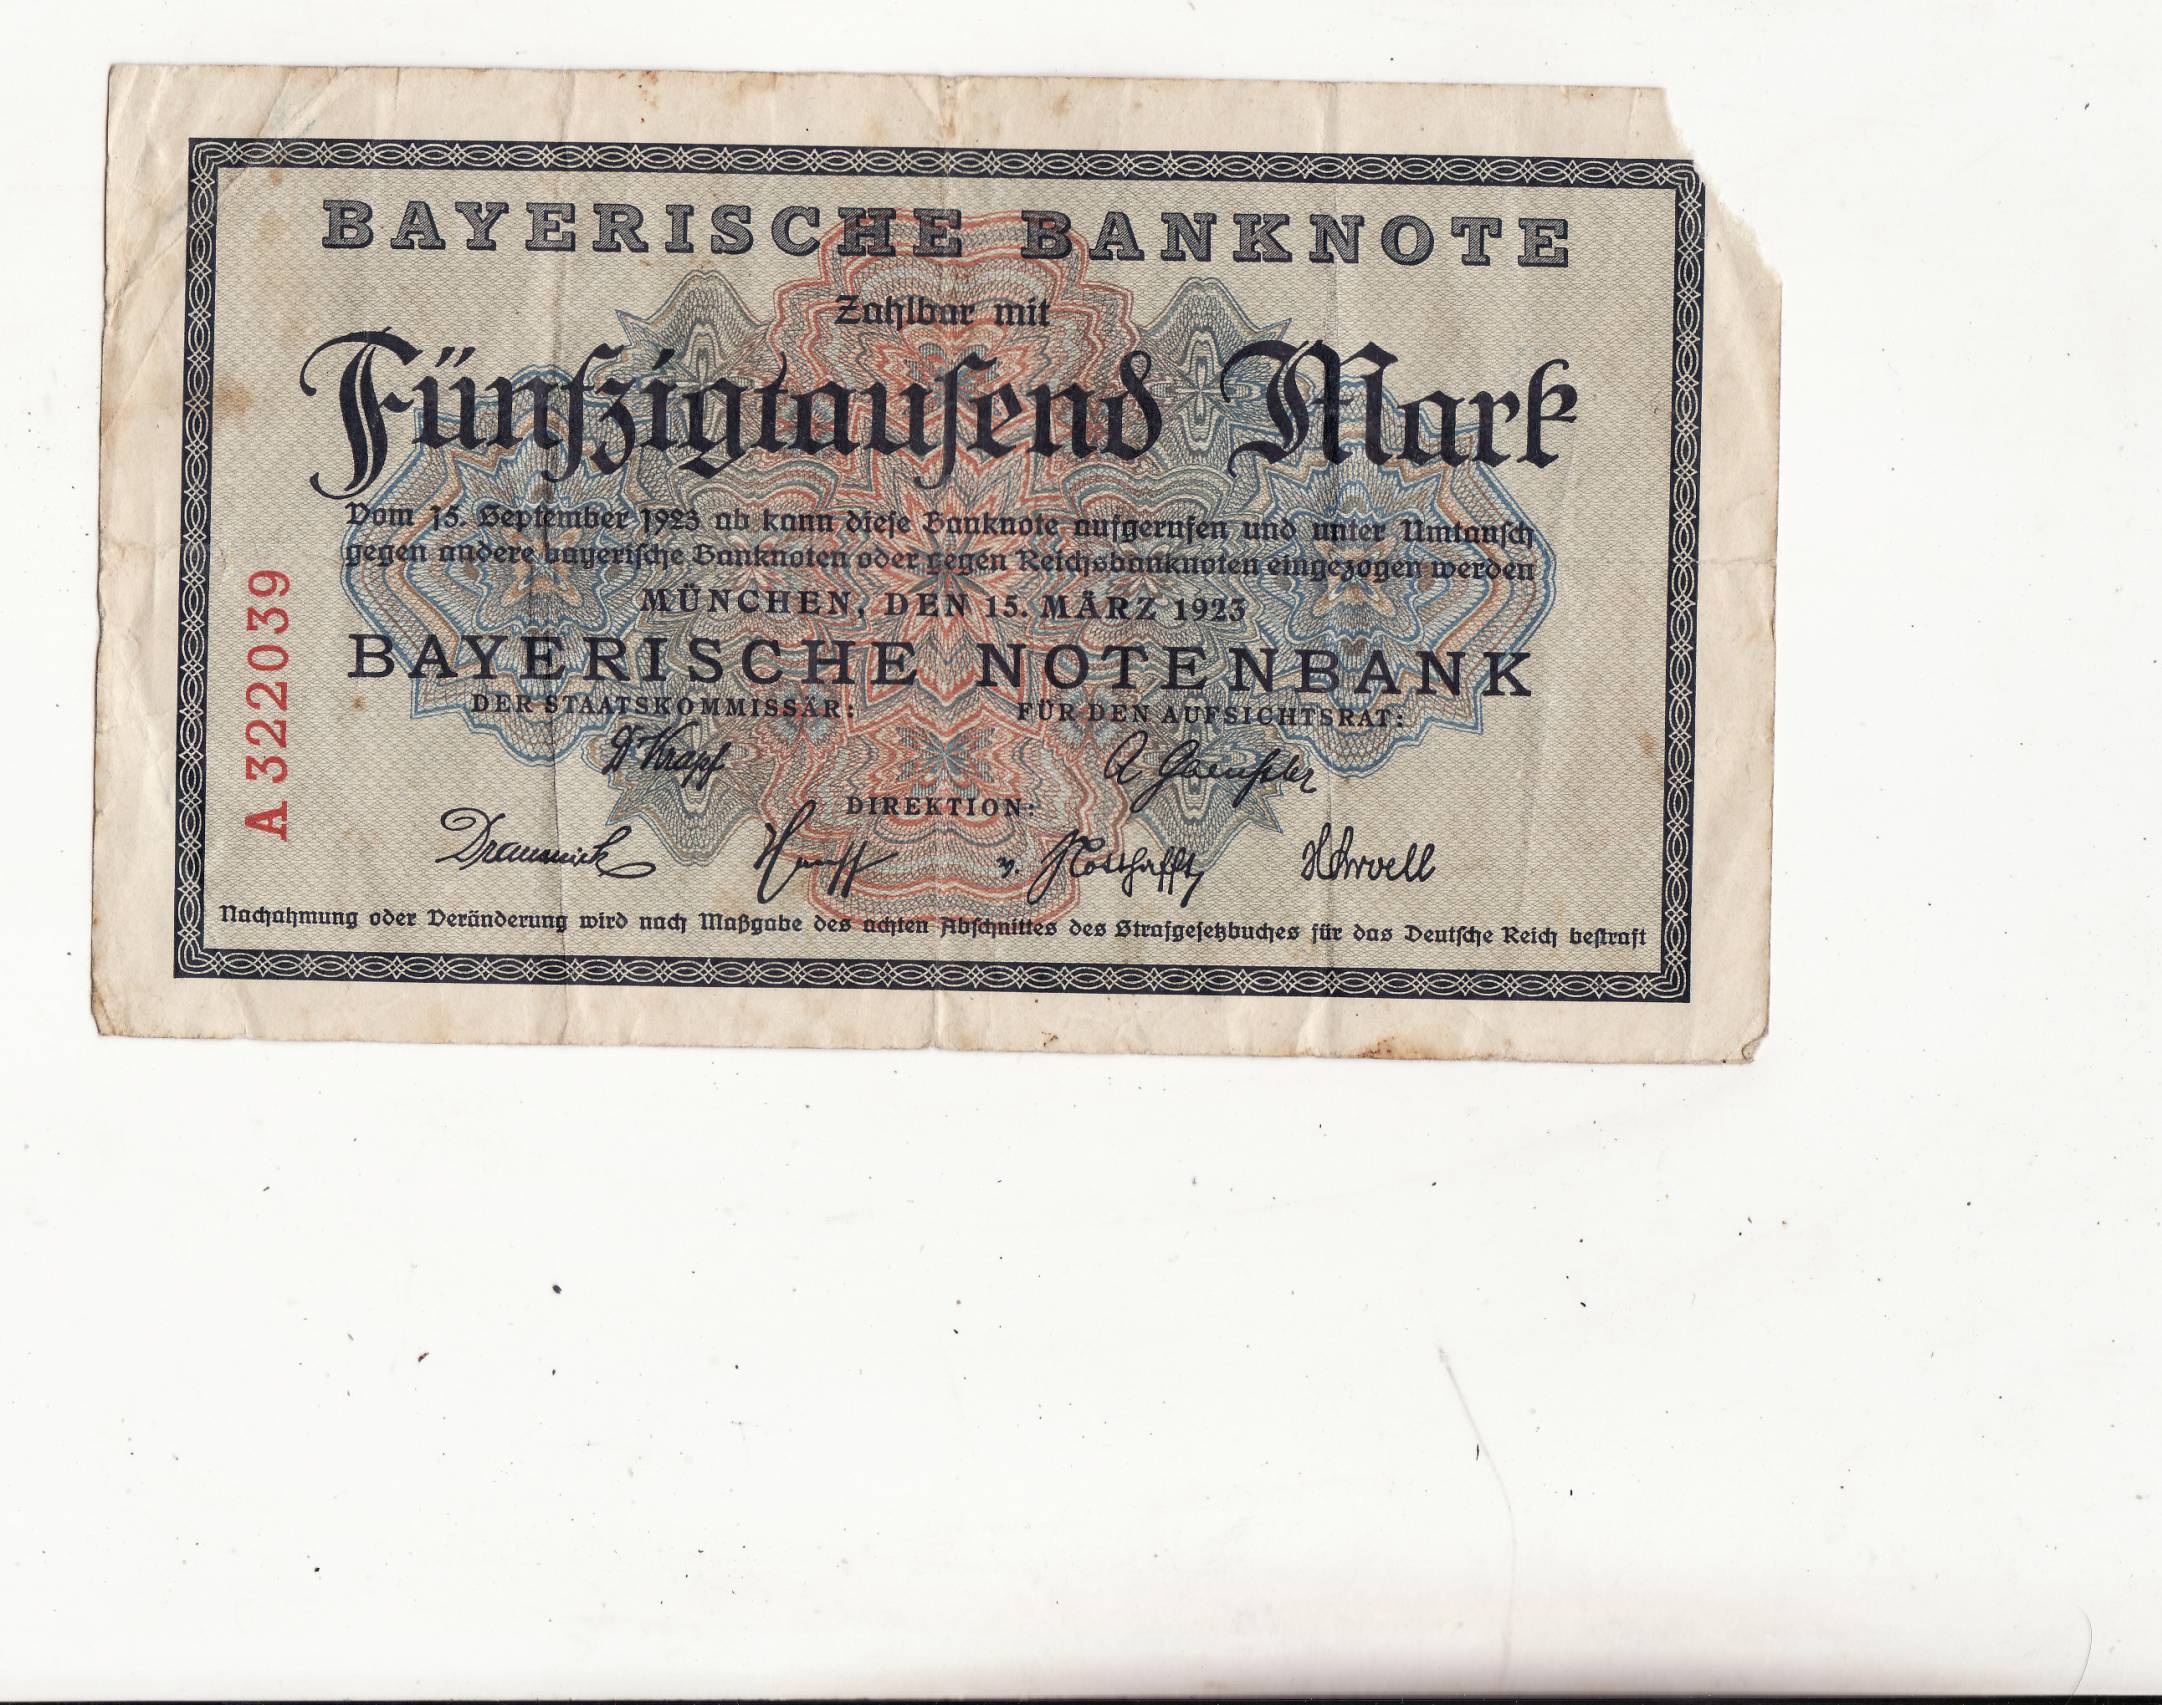 BAYERISCHE BANKNOTE
Zahlbar mit
Fünfzigtausend Mark
Vom 15. September 1923 ab kann diese Banknote aufgerufen und unter Umtausch
gegen andere bayerische Banknoten oder gegen Reichsbanknoten eingezogen werden
MÜNCHEN, DEN 15. MÄRZ 1923
BAYERISCHE NOTENBANK
DER STAATSKOMMISSÄR: FÜR DEN AUFSICHTSRAT:
DIREKTION:
Nachahmung oder Veränderung wird nach Maßgabe des achten Abschnittes des Strafgesetzbuches für das Deutsche Reich bestraft
A 322039